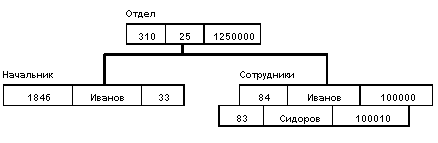 Отдел
310 25 1250000
Начальник
1846 Иванов 33
Сотрудники
84 Иванов 100000
83 Сидоров 100010